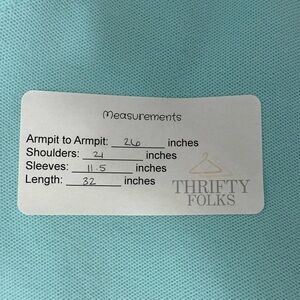 Measurements
Armpit to Armpit: 26 inches
Shoulders: 21 inches
Sleeves: 11.5 inches
Length: 32 inches
THRIFTY
FOLKS